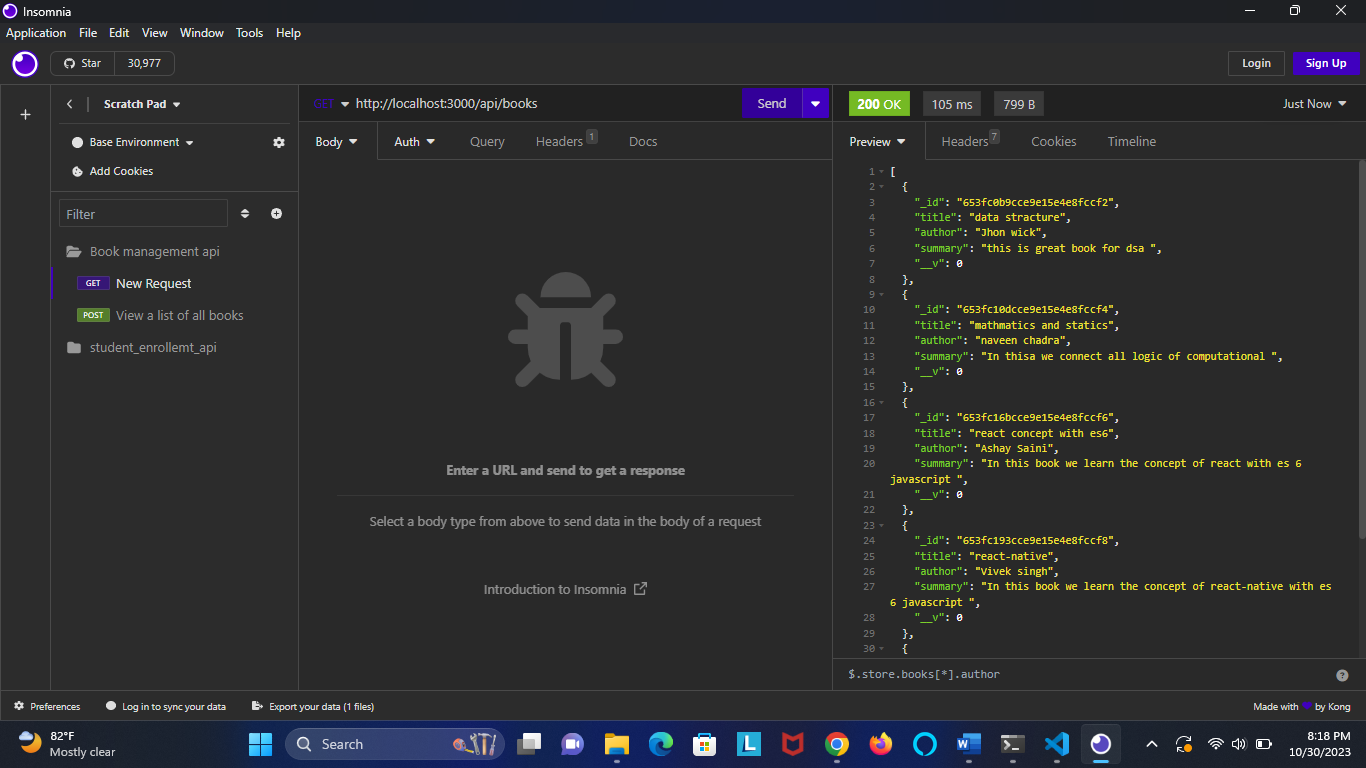 Insomnia
Application File Edit View Window Tools Help
Star 30,977 Login Sign Up
Scratch Pad
GET http://localhost:3000/api/books Send
200 OK 105 ms 799 B Just Now
Base Environment
Add Cookies
Body Auth Query Headers 1 Docs
Preview Headers 7 Cookies Timeline
Filter
Book management api
GET New Request
POST View a list of all books
student_enrollemt_api
Enter a URL and send to get a response
Select a body type from above to send data in the body of a request
Introduction to Insomnia
1 [
2 {
3 "_id": "653fc0b9cce9e15e4e8fccf2",
4 "title": "data stracture",
5 "author": "Jhon wick",
6 "summary": "this is great book for dsa ",
7 "__v": 0
8 },
9 {
10 "_id": "653fc10dcce9e15e4e8fccf4",
11 "title": "mathmatics and statics",
12 "author": "naveen chadra",
13 "summary": "In thisa we connect all logic of computational ",
14 "__v": 0
15 },
16 {
17 "_id": "653fc16bcce9e15e4e8fccf6",
18 "title": "react concept with es6",
19 "author": "Ashay Saini",
20 "summary": "In this book we learn the concept of react with es 6
javascript ",
21 "__v": 0
22 },
23 {
24 "_id": "653fc193cce9e15e4e8fccf8",
25 "title": "react-native",
26 "author": "Vivek singh",
27 "summary": "In this book we learn the concept of react-native with es
6 javascript ",
28 "__v": 0
29 },
30 {
$.store.books[*].author
Preferences Log in to sync your data Export your data (1 files) Made with by Kong
82°F
Mostly clear
Search
8:18 PM
10/30/2023